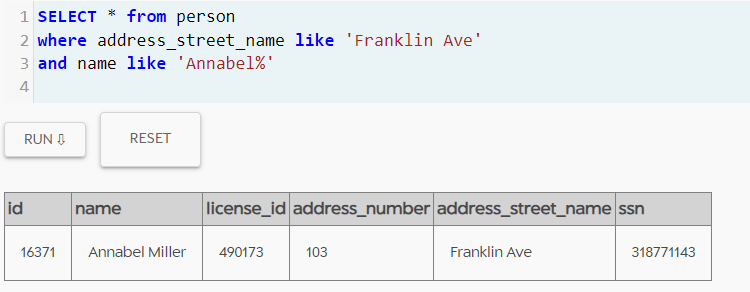 1 SELECT * from person
2 where address_street_name like 'Franklin Ave'
3 and name like 'Annabel%'
4
RUN ⇩ RESET
id name license_id address_number address_street_name ssn
16371 Annabel Miller 490173 103 Franklin Ave 318771143